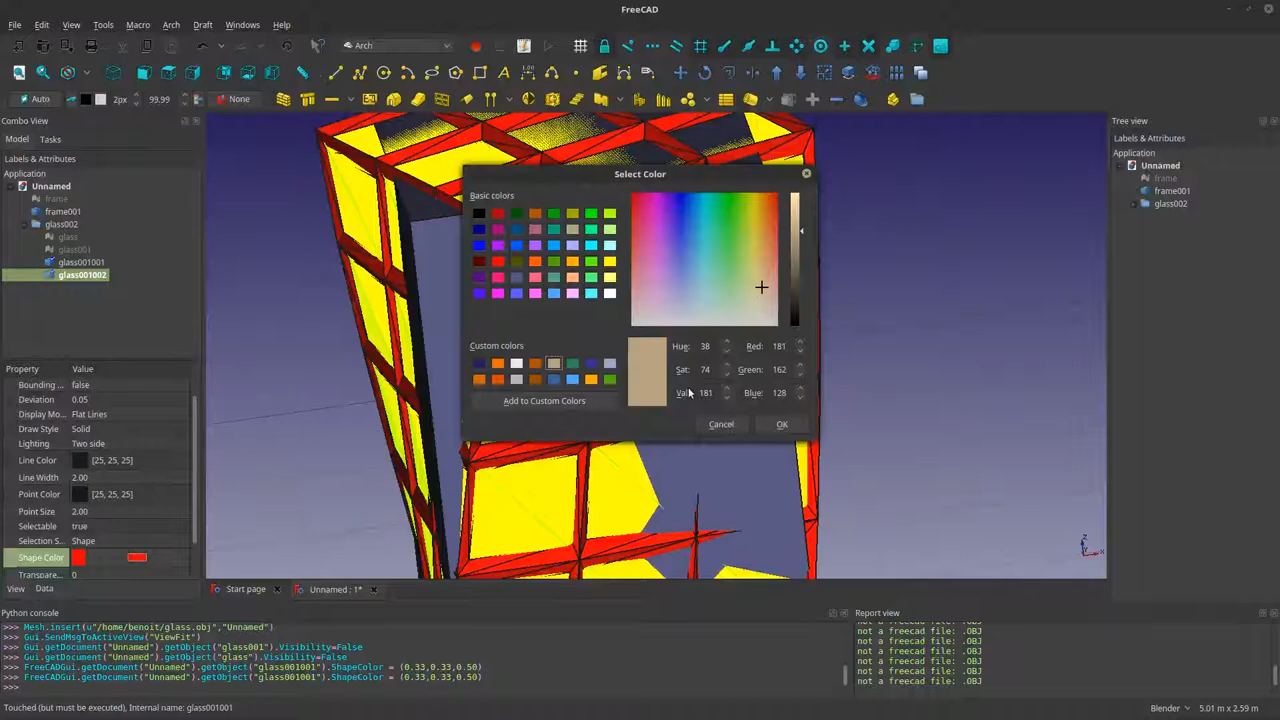 FreeCAD
File Edit View Tools Macro Arch Draft Windows Help
Arch
Auto 2px 99.99 None
Combo View
Tree view
Model Tasks
Labels & Attributes
Labels & Attributes
Application
Application
Unnamed
Unnamed
frame
frame
frame001
frame001
glass002
glass002
glass
glass001
glass001001
glass001002
Select Color
Basic colors
Custom colors
Add to Custom Colors
Hue: 38 Red: 181
Sat: 74 Green: 162
Val: 181 Blue: 128
Cancel OK
Property Value
Bounding ... false
Deviation 0.05
Display Mo... Flat Lines
Draw Style Solid
Lighting Two side
Line Color [25, 25, 25]
Line Width 2.00
Point Color [25, 25, 25]
Point Size 2.00
Selectable true
Selection S... Shape
Shape Color
Transpare... 0
View Data
Start page Unnamed : 1*
Python console
Report view
>>> Mesh.insert(u"/home/benoit/glass.obj","Unnamed")
>>> Gui.SendMsgToActiveView("ViewFit")
>>> Gui.getDocument("Unnamed").getObject("glass001").Visibility=False
>>> Gui.getDocument("Unnamed").getObject("glass").Visibility=False
>>> FreeCADGui.getDocument("Unnamed").getObject("glass001001").ShapeColor = (0.33,0.33,0.50)
>>> FreeCADGui.getDocument("Unnamed").getObject("glass001001").ShapeColor = (0.33,0.33,0.50)
>>>
not a freecad file: .OBJ
not a freecad file: .OBJ
not a freecad file: .OBJ
not a freecad file: .OBJ
not a freecad file: .OBJ
not a freecad file: .OBJ
not a freecad file: .OBJ
Touched (but must be executed), Internal name: glass001001
Blender 5.01 m x 2.59 m